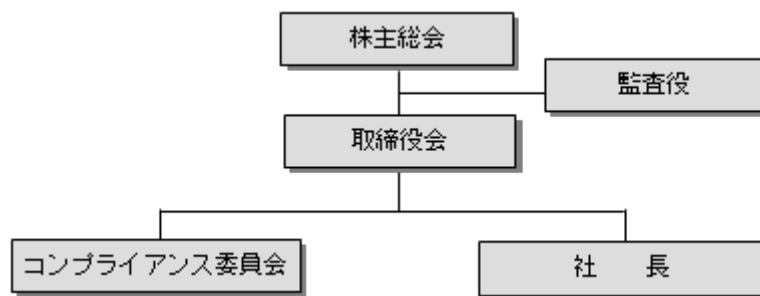 株主総会
監査役
取締役会
コンプライアンス委員会
社　　長